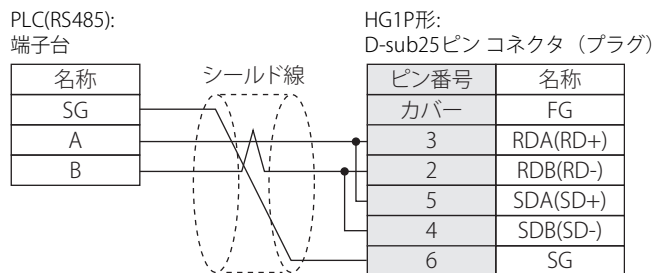 PLC(RS485):
端子台
HG1P形:
D-sub25ピン コネクタ（プラグ）
シールド線
名称
SG
A
B
ピン番号 名称
カバー FG
3 RDA(RD+)
2 RDB(RD-)
5 SDA(SD+)
4 SDB(SD-)
6 SG